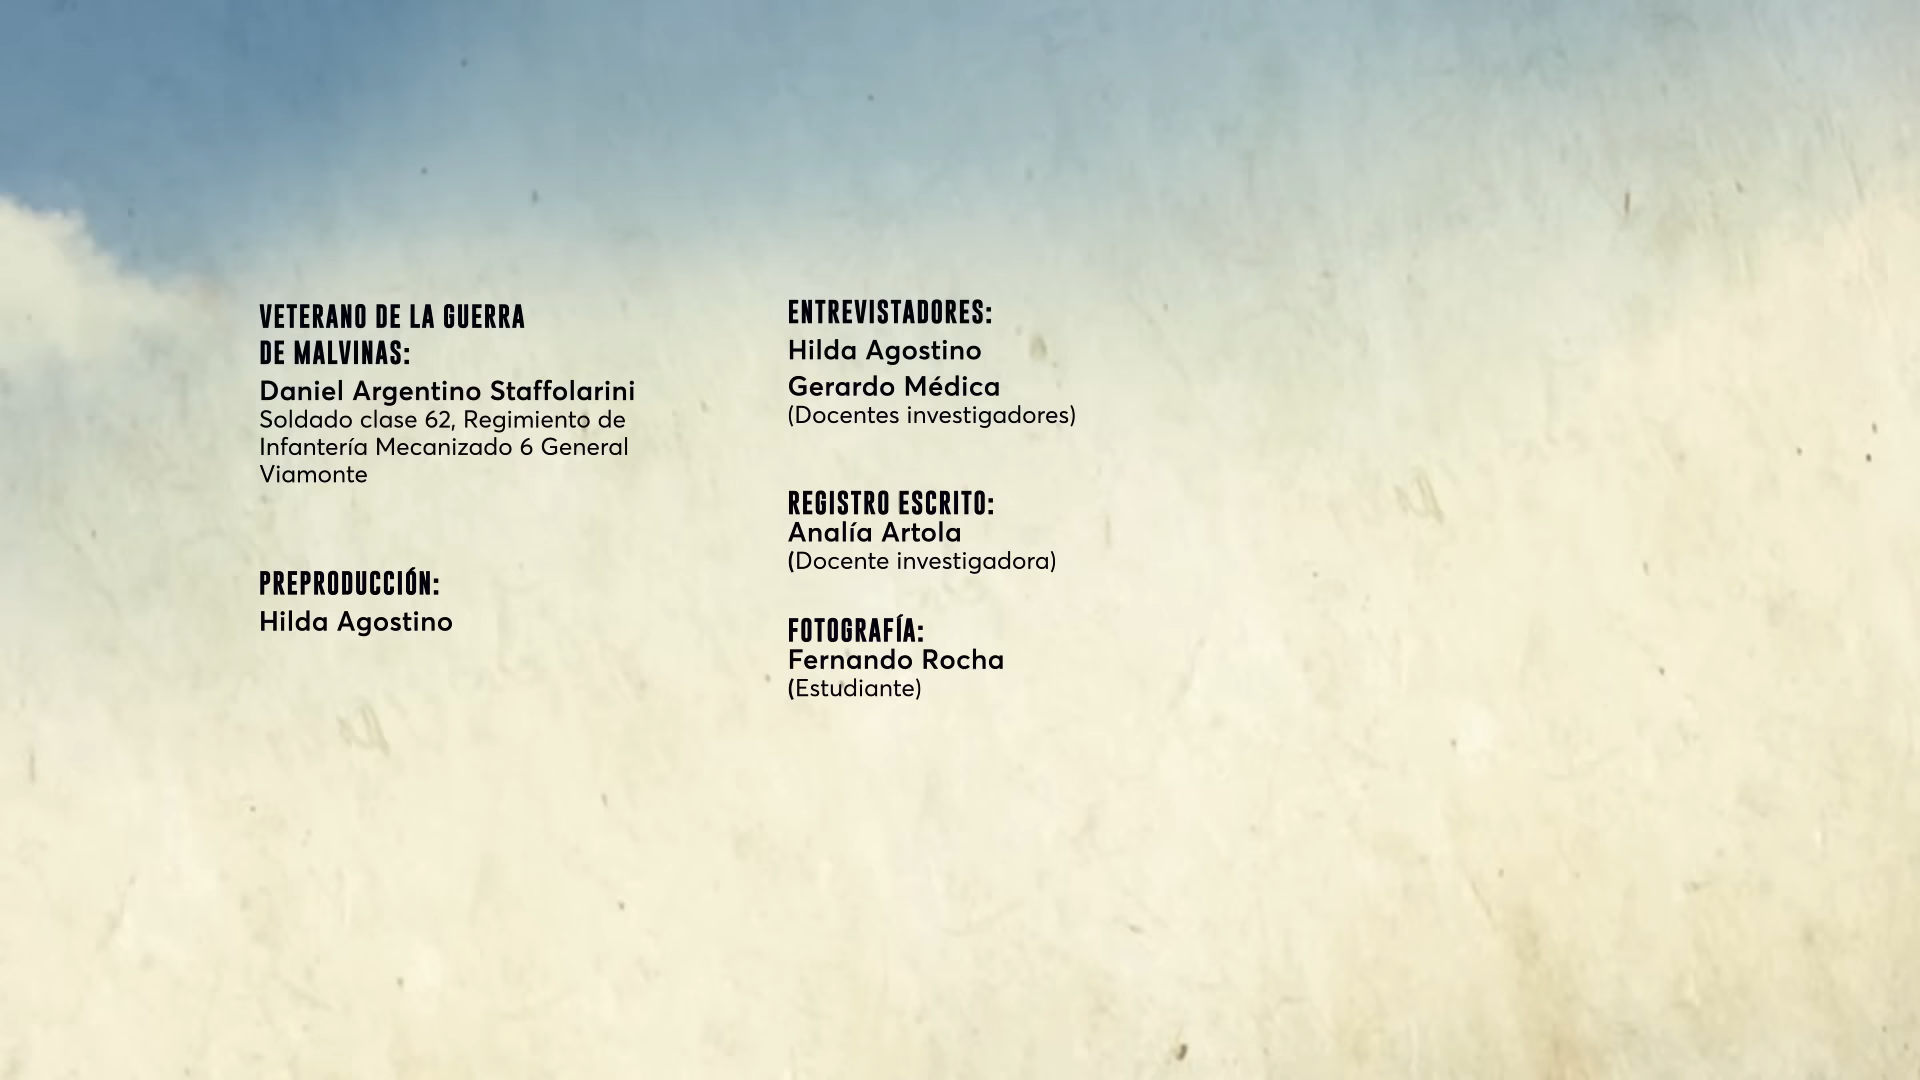 VETERANO DE LA GUERRA
DE MALVINAS:
Daniel Argentino Staffolarini
Soldado clase 62, Regimiento de
Infantería Mecanizado 6 General
Viamonte
PREPRODUCCIÓN:
Hilda Agostino
ENTREVISTADORES:
Hilda Agostino
Gerardo Médica
(Docentes investigadores)
REGISTRO ESCRITO:
Analía Artola
(Docente investigadora)
FOTOGRAFÍA:
Fernando Rocha
(Estudiante)